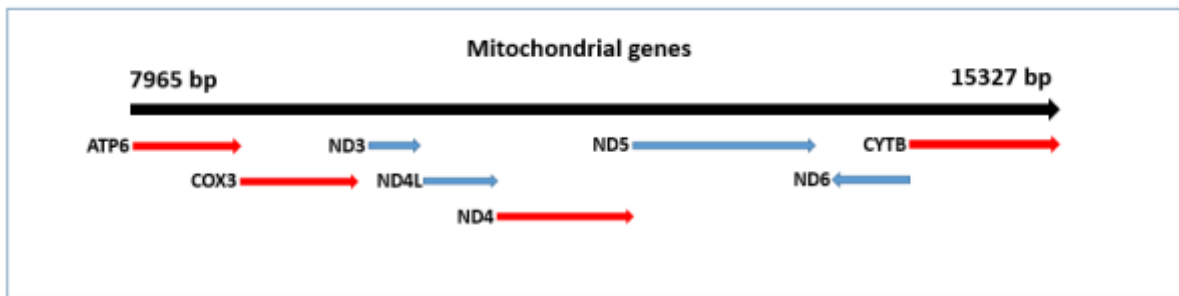 Mitochondrial genes
7965 bp 15327 bp
ATP6 ND3 ND5 CYTB
COX3 ND4L ND6
ND4